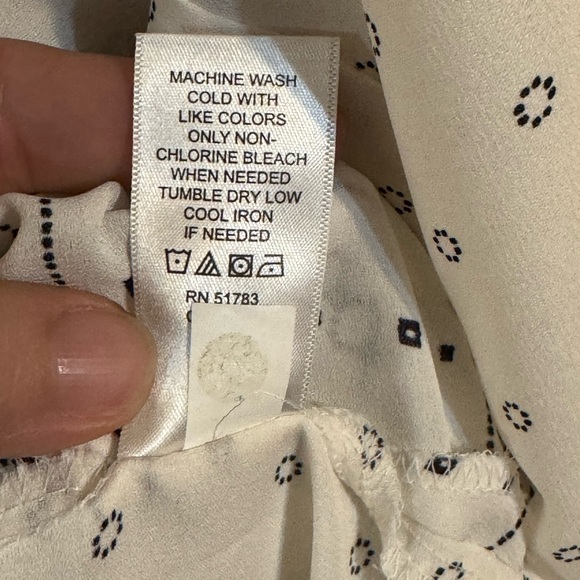 MACHINE WASH
COLD WITH
LIKE COLORS
ONLY NON-
CHLORINE BLEACH
WHEN NEEDED
TUMBLE DRY LOW
COOL IRON
IF NEEDED
RN 51783